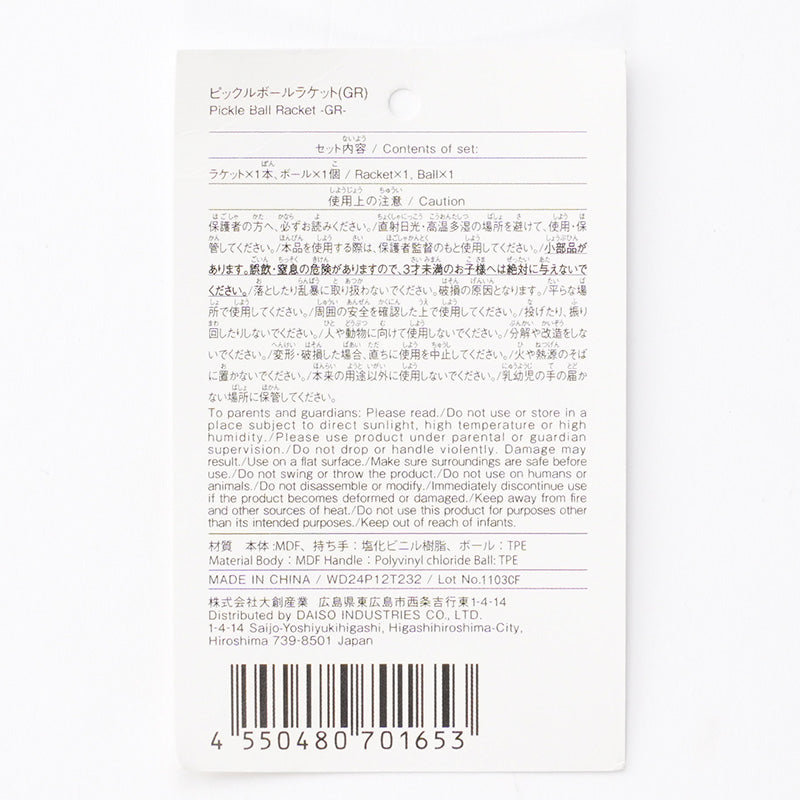 ピックルボールラケット(GR)
Pickle Ball Racket -GR-
セット内容 / Contents of set:
ラケット×1本、ボール×1個 / Racket×1, Ball×1
使用上の注意 / Caution
保護者の方へ、必ずお読みください。/直射日光・高温多湿の場所を避けて、使用・保
管してください。/本品を使用する際は、保護者監督のもと使用してください。/小部品が
あります。誤飲・窒息の危険がありますので、3才未満のお子様へは絶対に与えないで
ください。/落としたり乱暴に取り扱わないでください。破損の原因となります。/平らな場
所で使用してください。/周囲の安全を確認した上で使用してください。/投げたり、振り
回したりしないでください。/人や動物に向けて使用しないでください。/分解や改造をしな
いでください。/変形・破損した場合、直ちに使用を中止してください。/火や熱源のそば
に置かないでください。/本来の用途以外に使用しないでください。/乳幼児の手の届か
ない場所に保管してください。
To parents and guardians: Please read./Do not use or store in a
place subject to direct sunlight, high temperature or high
humidity./Please use product under parental or guardian
supervision./Do not drop or handle violently. Damage may
result./Use on a flat surface./Make sure surroundings are safe before
use./Do not swing or throw the product./Do not use on humans or
animals./Do not disassemble or modify./Immediately discontinue use
if the product becomes deformed or damaged./Keep away from fire
and other sources of heat./Do not use this product for purposes other
than its intended purposes./Keep out of reach of infants.
材質　本体:MDF、持ち手：塩化ビニル樹脂、ボール：TPE
Material Body：MDF Handle：Polyvinyl chloride Ball: TPE
MADE IN CHINA / WD24P12T232 / Lot No.1103CF
株式会社大創産業　広島県東広島市西条吉行東1-4-14
Distributed by DAISO INDUSTRIES CO., LTD.
1-4-14 Saijo-Yoshiyukihigashi, Higashihiroshima-City,
Hiroshima 739-8501 Japan
4 550480 701653